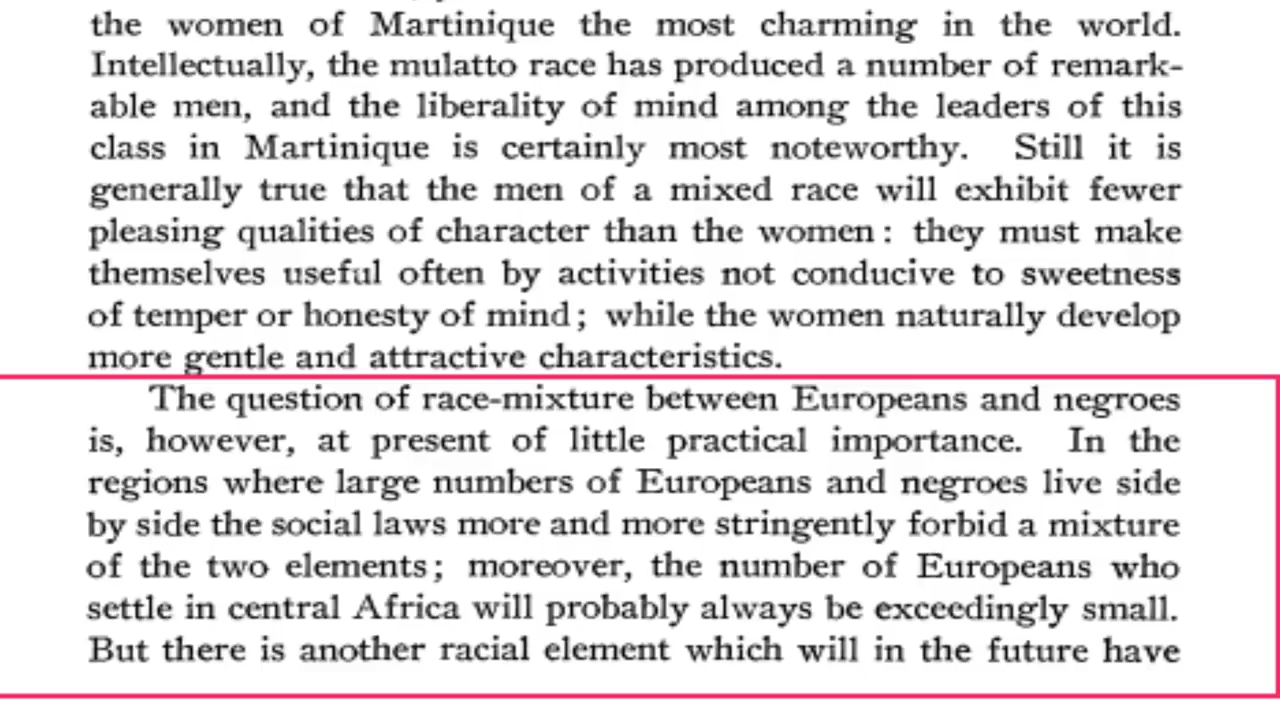 the women of Martinique the most charming in the world.
Intellectually, the mulatto race has produced a number of remark-
able men, and the liberality of mind among the leaders of this
class in Martinique is certainly most noteworthy. Still it is
generally true that the men of a mixed race will exhibit fewer
pleasing qualities of character than the women: they must make
themselves useful often by activities not conducive to sweetness
of temper or honesty of mind; while the women naturally develop
more gentle and attractive characteristics.
The question of race-mixture between Europeans and negroes
is, however, at present of little practical importance. In the
regions where large numbers of Europeans and negroes live side
by side the social laws more and more stringently forbid a mixture
of the two elements; moreover, the number of Europeans who
settle in central Africa will probably always be exceedingly small.
But there is another racial element which will in the future have